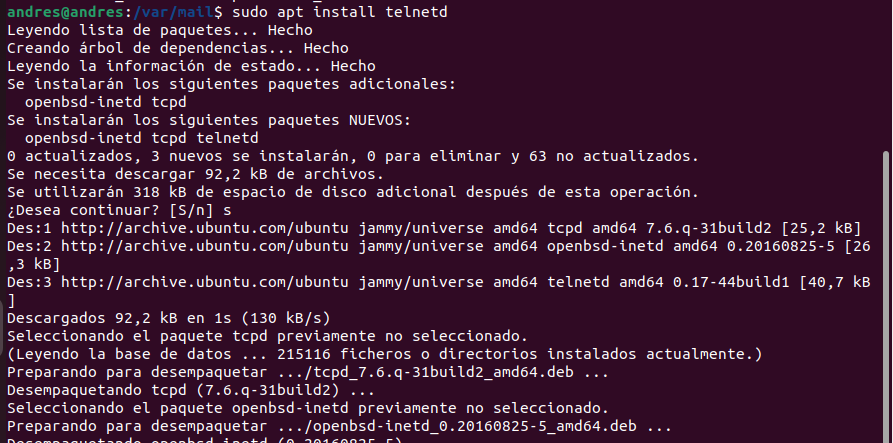 andres@andres:/var/mail$ sudo apt install telnetd
Leyendo lista de paquetes... Hecho
Creando árbol de dependencias... Hecho
Leyendo la información de estado... Hecho
Se instalarán los siguientes paquetes adicionales:
  openbsd-inetd tcpd
Se instalarán los siguientes paquetes NUEVOS:
  openbsd-inetd tcpd telnetd
0 actualizados, 3 nuevos se instalarán, 0 para eliminar y 63 no actualizados.
Se necesita descargar 92,2 kB de archivos.
Se utilizarán 318 kB de espacio de disco adicional después de esta operación.
¿Desea continuar? [S/n] s
Des:1 http://archive.ubuntu.com/ubuntu jammy/universe amd64 tcpd amd64 7.6.q-31build2 [25,2 kB]
Des:2 http://archive.ubuntu.com/ubuntu jammy/universe amd64 openbsd-inetd amd64 0.20160825-5 [26
,3 kB]
Des:3 http://archive.ubuntu.com/ubuntu jammy/universe amd64 telnetd amd64 0.17-44build1 [40,7 kB
]
Descargados 92,2 kB en 1s (130 kB/s)
Seleccionando el paquete tcpd previamente no seleccionado.
(Leyendo la base de datos ... 215116 ficheros o directorios instalados actualmente.)
Preparando para desempaquetar .../tcpd_7.6.q-31build2_amd64.deb ...
Desempaquetando tcpd (7.6.q-31build2) ...
Seleccionando el paquete openbsd-inetd previamente no seleccionado.
Preparando para desempaquetar .../openbsd-inetd_0.20160825-5_amd64.deb ...
Desempaquetando openbsd-inetd (0.20160825-5)